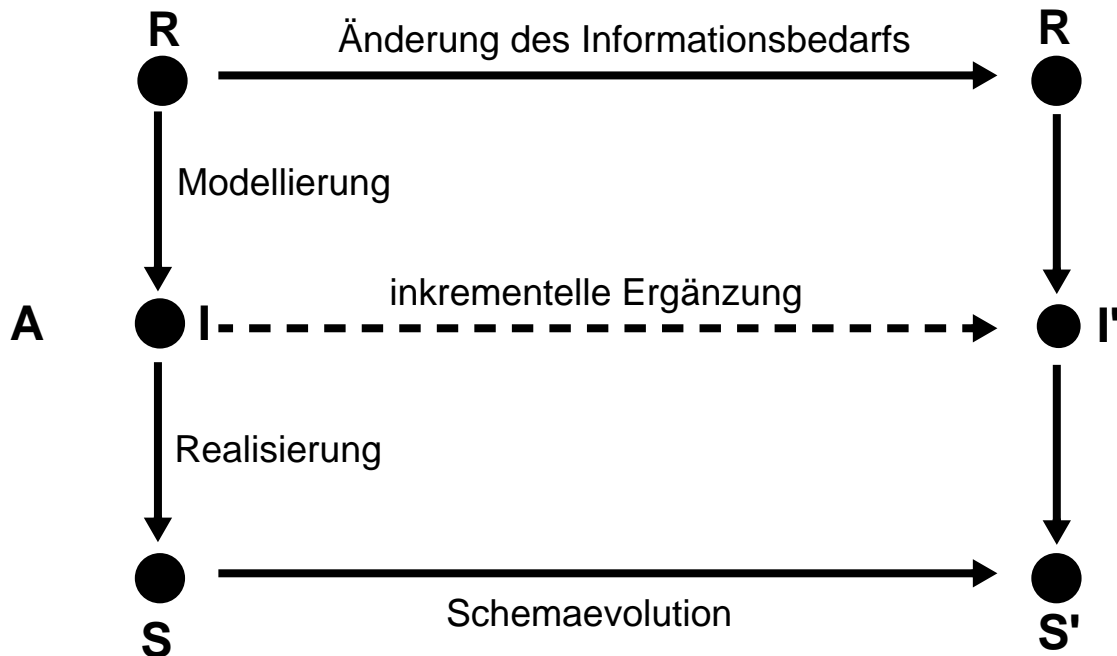 R
Änderung des Informationsbedarfs
R
Modellierung
A
I
inkrementelle Ergänzung
I'
Realisierung
Schemaevolution
S
S'